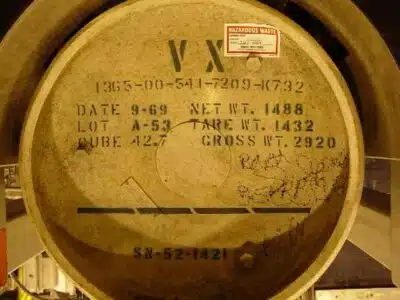 VX
HAZARDOUS WASTE
1365-00-541-7209-K732
DATE 9-69 NET WT. 1488
LOT A-53 TARE WT. 1432
CUBE 42.7 GROSS WT. 2920
SN-52-1421